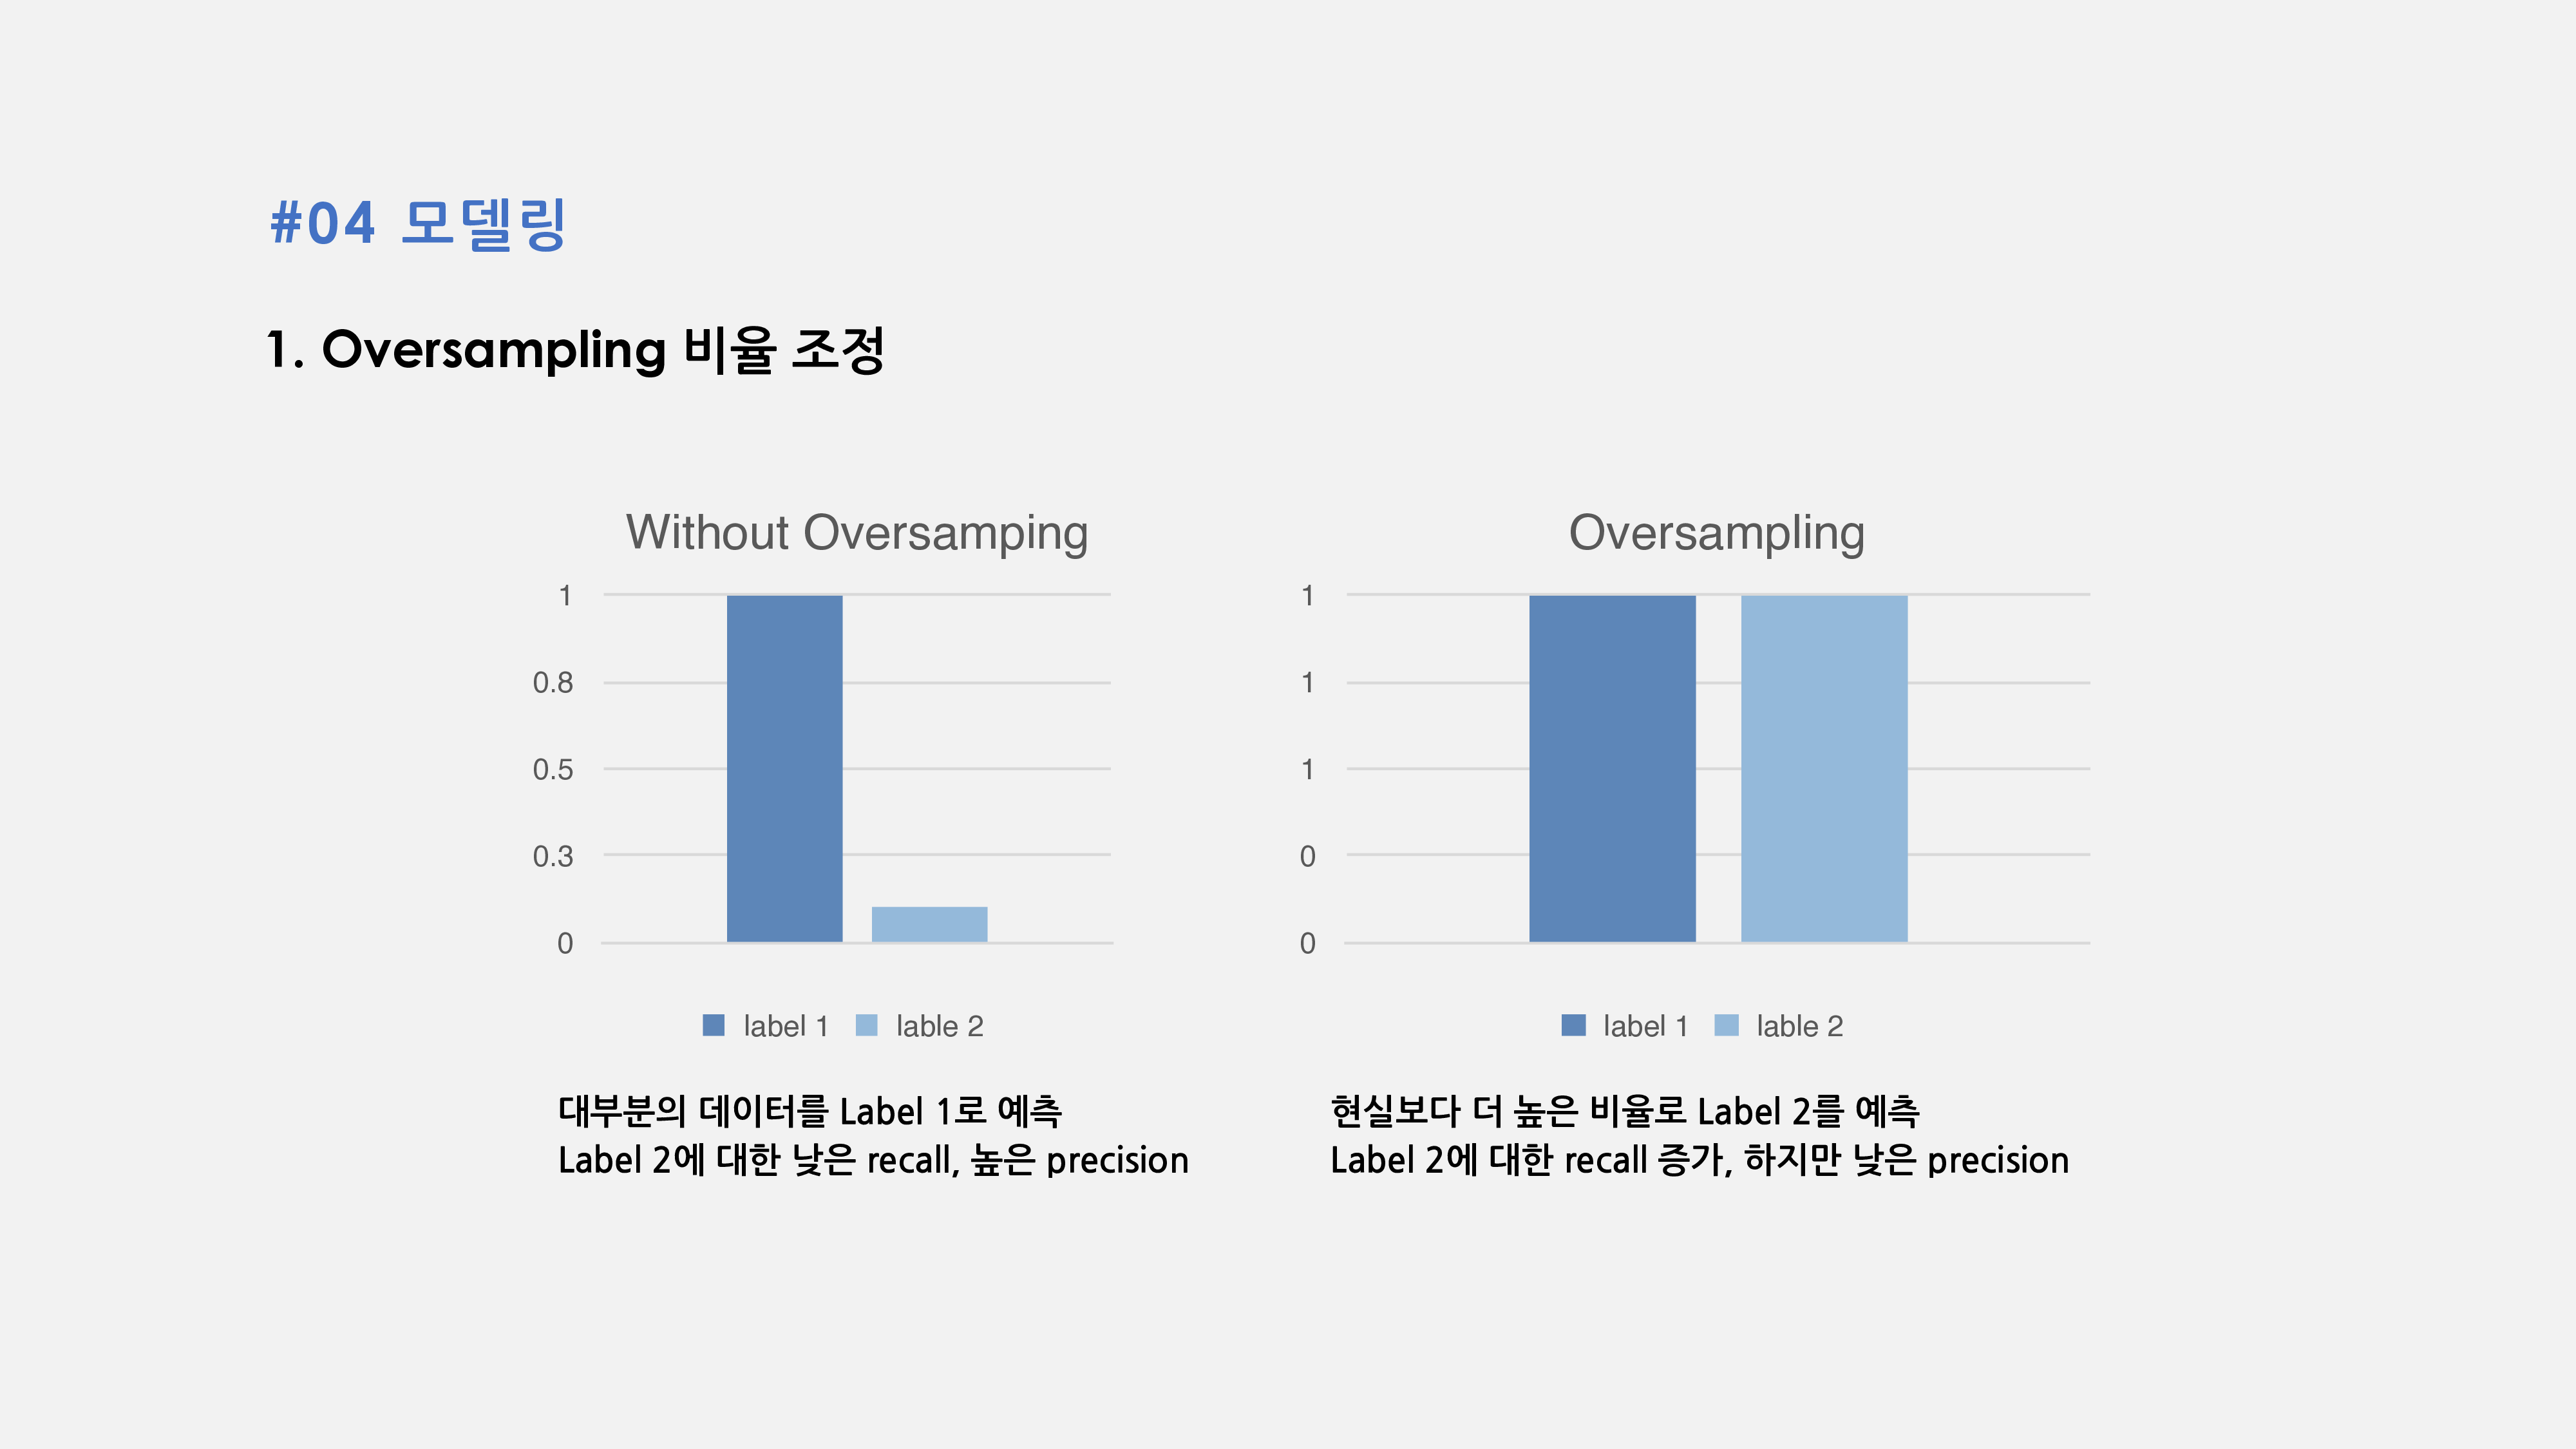 #04 모델링
1. Oversampling 비율 조정
Without Oversamping
1
0.8
0.5
0.3
0
label 1 lable 2
대부분의 데이터를 Label 1로 예측
Label 2에 대한 낮은 recall, 높은 precision
Oversampling
1
1
1
0
0
label 1 lable 2
현실보다 더 높은 비율로 Label 2를 예측
Label 2에 대한 recall 증가, 하지만 낮은 precision